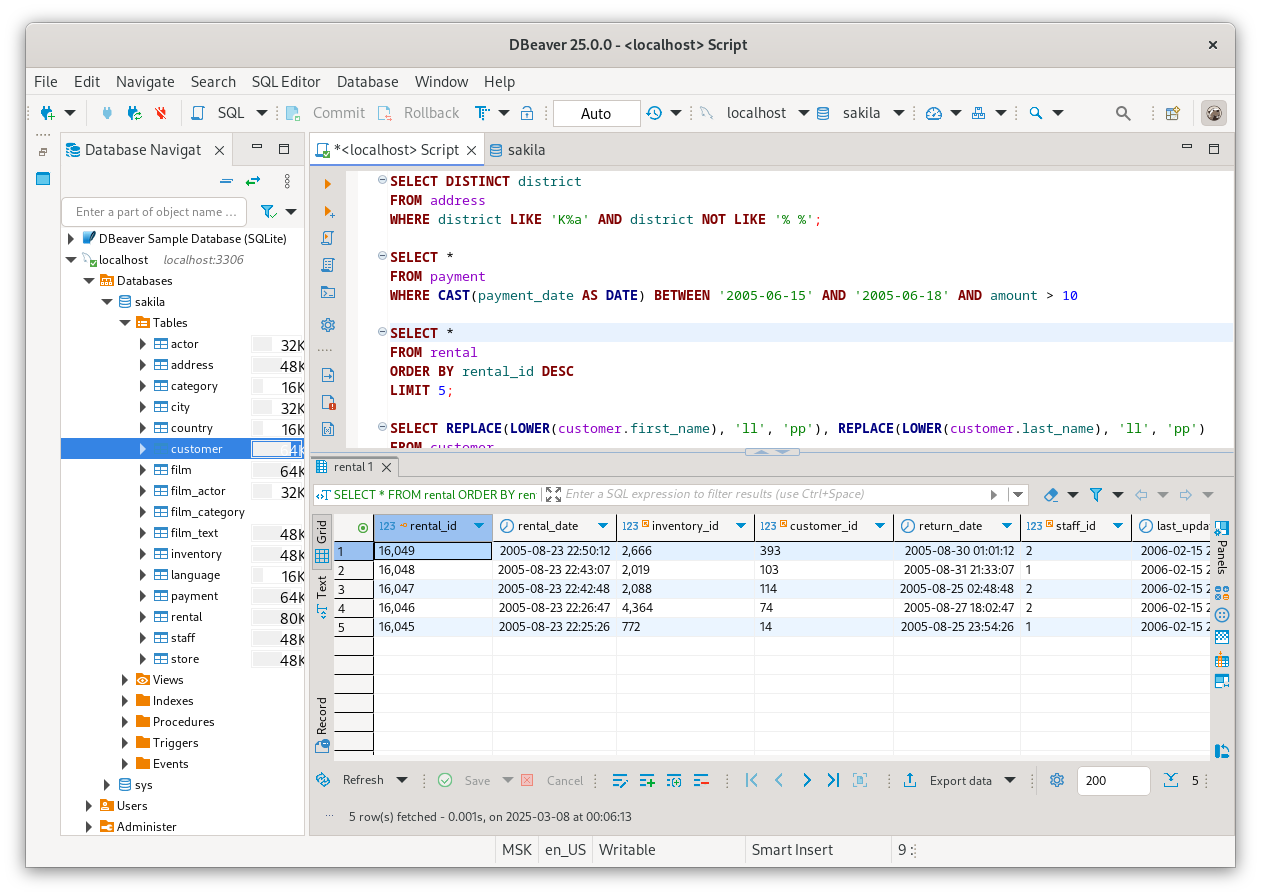 DBeaver 25.0.0 - <localhost> Script
File Edit Navigate Search SQL Editor Database Window Help
SQL Commit Rollback Auto localhost sakila
Database Navigat
*<localhost> Script sakila
Enter a part of object name ...
DBeaver Sample Database (SQLite)
localhost localhost:3306
Databases
sakila
Tables
actor 32K
address 48K
category 16K
city 32K
country 16K
customer 64K
film 64K
film_actor 32K
film_category
film_text 48K
inventory 48K
language 16K
payment 64K
rental 80K
staff 48K
store 48K
Views
Indexes
Procedures
Triggers
Events
sys
Users
Administer
SELECT DISTINCT district
FROM address
WHERE district LIKE 'K%a' AND district NOT LIKE '% %';
SELECT *
FROM payment
WHERE CAST(payment_date AS DATE) BETWEEN '2005-06-15' AND '2005-06-18' AND amount > 10
SELECT *
FROM rental
ORDER BY rental_id DESC
LIMIT 5;
SELECT REPLACE(LOWER(customer.first_name), 'll', 'pp'), REPLACE(LOWER(customer.last_name), 'll', 'pp')
FROM customer
rental 1
SELECT * FROM rental ORDER BY ren Enter a SQL expression to filter results (use Ctrl+Space)
Grid
Text
Record
Panels
123 rental_id rental_date 123 inventory_id 123 customer_id return_date 123 staff_id last_upda
1 16,049 2005-08-23 22:50:12 2,666 393 2005-08-30 01:01:12 2 2006-02-15 2
2 16,048 2005-08-23 22:43:07 2,019 103 2005-08-31 21:33:07 1 2006-02-15 2
3 16,047 2005-08-23 22:42:48 2,088 114 2005-08-25 02:48:48 2 2006-02-15 2
4 16,046 2005-08-23 22:26:47 4,364 74 2005-08-27 18:02:47 2 2006-02-15 2
5 16,045 2005-08-23 22:25:26 772 14 2005-08-25 23:54:26 1 2006-02-15 2
Refresh Save Cancel Export data 200 5
5 row(s) fetched - 0.001s, on 2025-03-08 at 00:06:13
MSK en_US Writable Smart Insert 9 :